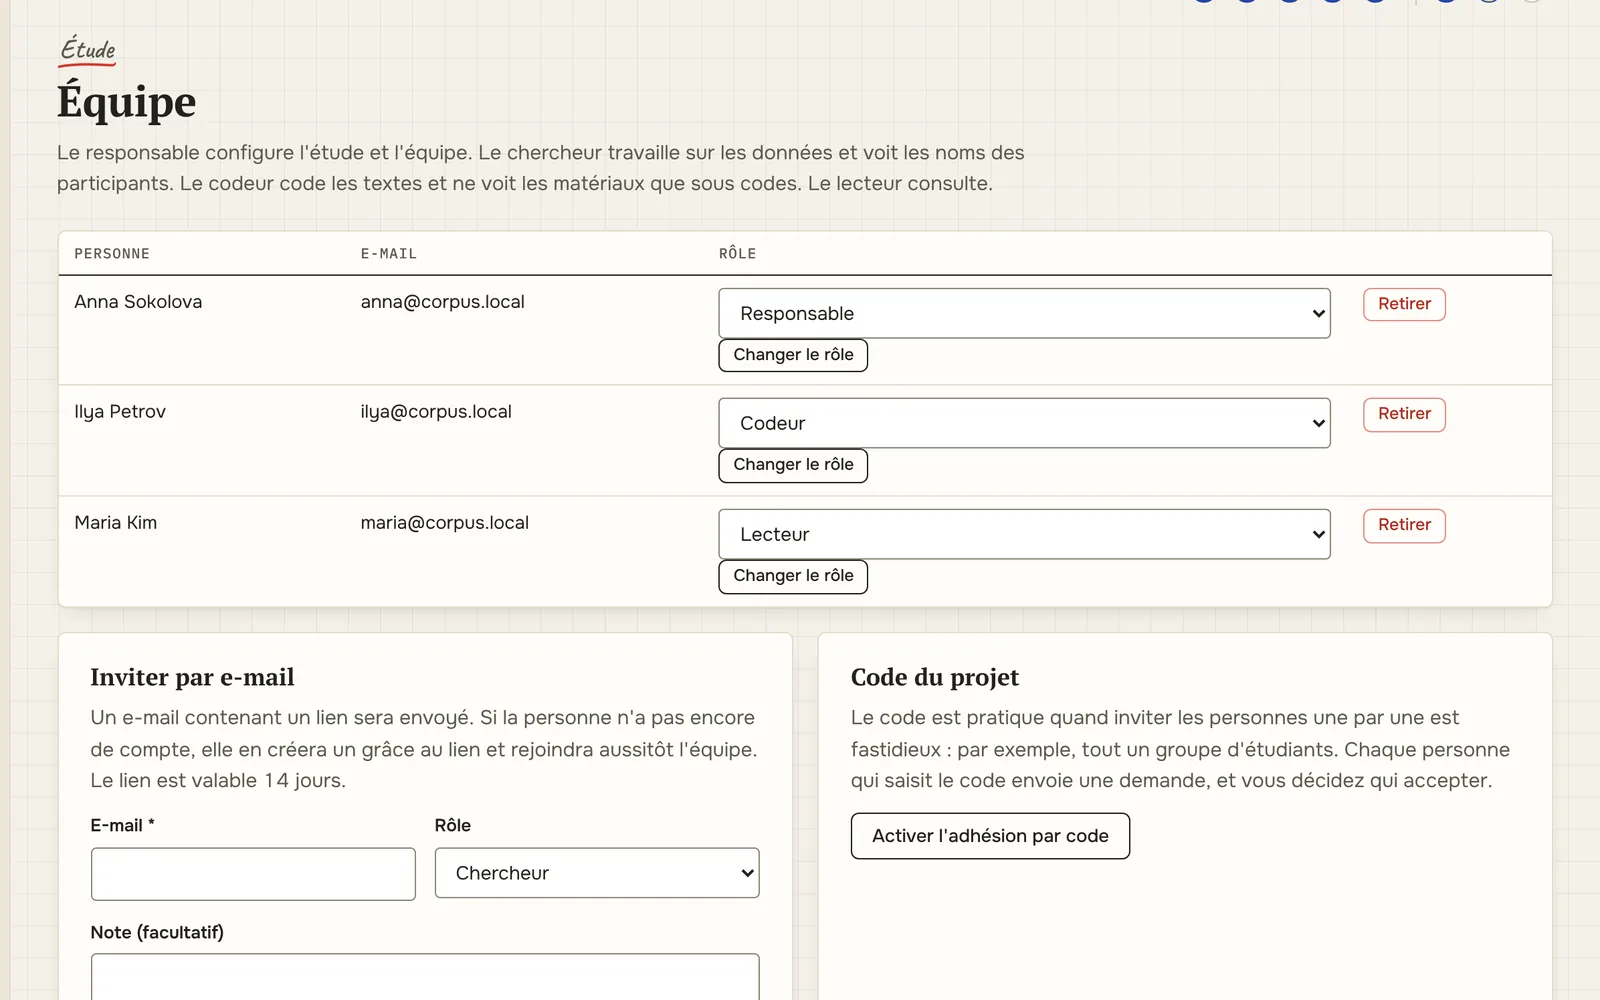 Étude
Équipe
Le responsable configure l'étude et l'équipe. Le chercheur travaille sur les données et voit les noms des
participants. Le codeur code les textes et ne voit les matériaux que sous codes. Le lecteur consulte.
PERSONNE E-MAIL RÔLE
Anna Sokolova anna@corpus.local Responsable Retirer
Changer le rôle
Ilya Petrov ilya@corpus.local Codeur Retirer
Changer le rôle
Maria Kim maria@corpus.local Lecteur Retirer
Changer le rôle
Inviter par e-mail
Un e-mail contenant un lien sera envoyé. Si la personne n'a pas encore
de compte, elle en créera un grâce au lien et rejoindra aussitôt l'équipe.
Le lien est valable 14 jours.
E-mail * Rôle
Chercheur
Note (facultatif)
Code du projet
Le code est pratique quand inviter les personnes une par une est
fastidieux : par exemple, tout un groupe d'étudiants. Chaque personne
qui saisit le code envoie une demande, et vous décidez qui accepter.
Activer l'adhésion par code